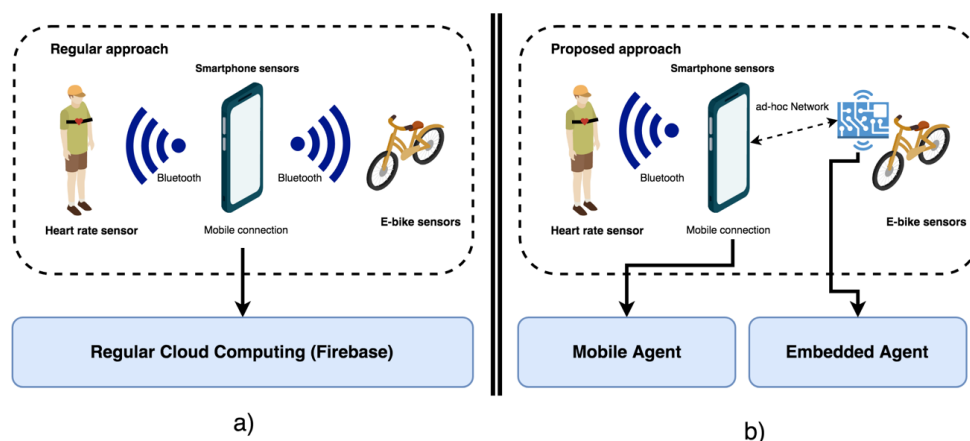 Regular approach
Smartphone sensors
Bluetooth
Bluetooth
Heart rate sensor
Mobile connection
E-bike sensors
Regular Cloud Computing (Firebase)
a)
Proposed approach
Smartphone sensors
ad-hoc Network
Bluetooth
Heart rate sensor
Mobile connection
E-bike sensors
Mobile Agent
Embedded Agent
b)